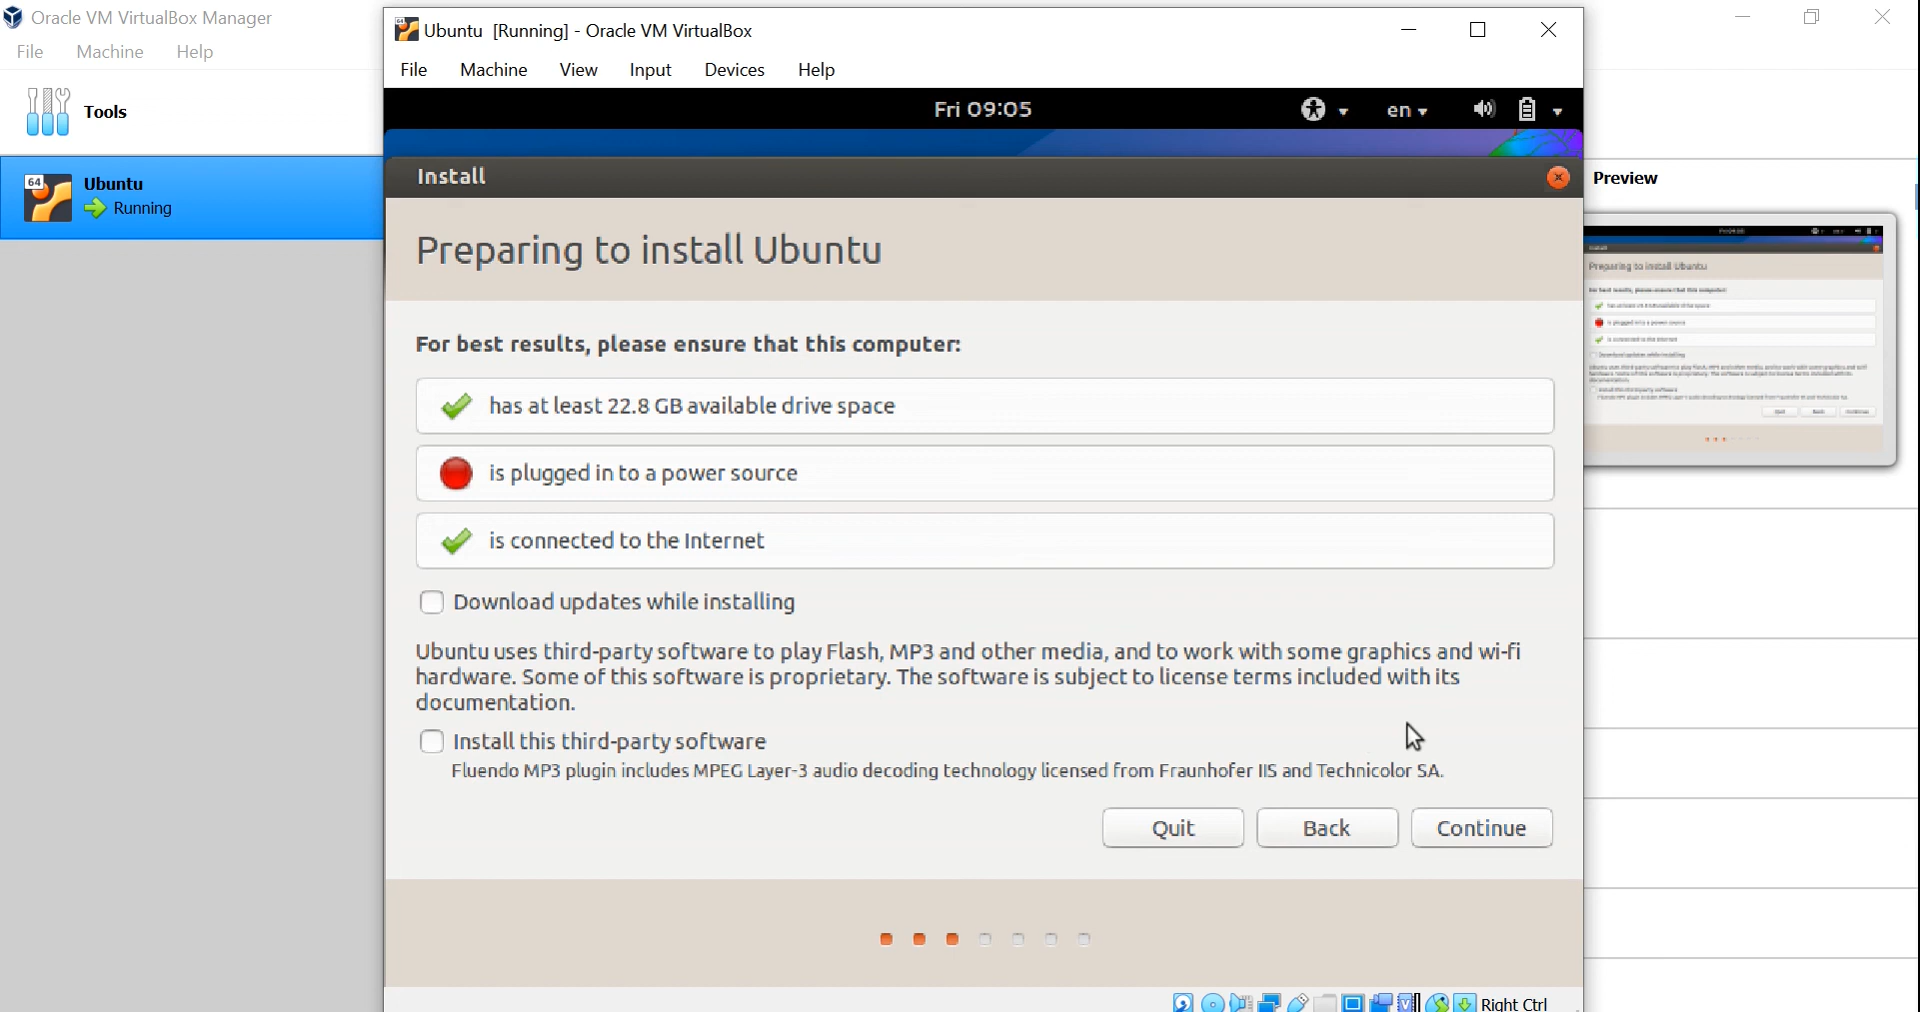 Oracle VM VirtualBox Manager
File Machine Help
Tools
64
Ubuntu
Running
64
Ubuntu [Running] - Oracle VM VirtualBox
File Machine View Input Devices Help
Fri 09:05
en
Install
Preparing to install Ubuntu
For best results, please ensure that this computer:
has at least 22.8 GB available drive space
is plugged in to a power source
is connected to the Internet
Download updates while installing
Ubuntu uses third-party software to play Flash, MP3 and other media, and to work with some graphics and wi-fi
hardware. Some of this software is proprietary. The software is subject to license terms included with its
documentation.
Install this third-party software
Fluendo MP3 plugin includes MPEG Layer-3 audio decoding technology licensed from Fraunhofer IIS and Technicolor SA.
Quit Back Continue
Right Ctrl
Preview
Preparing to install Ubuntu